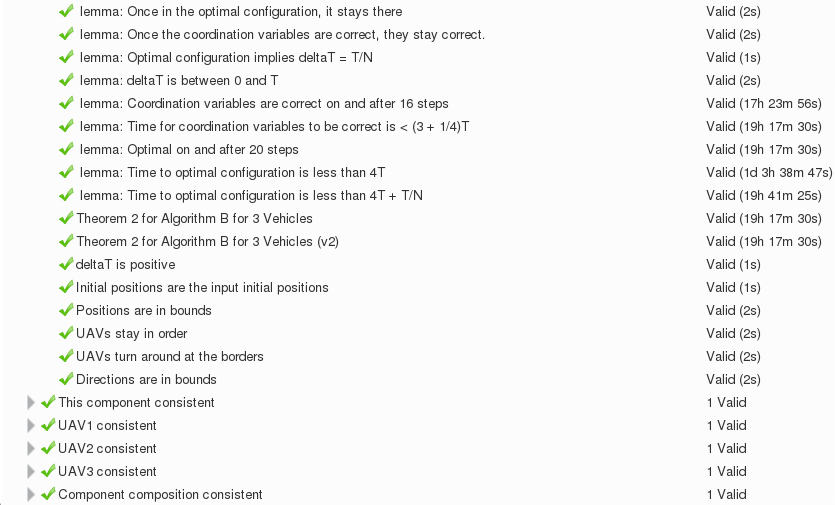 lemma: Once in the optimal configuration, it stays there Valid (2s)
lemma: Once the coordination variables are correct, they stay correct. Valid (2s)
lemma: Optimal configuration implies deltaT = T/N Valid (1s)
lemma: deltaT is between 0 and T Valid (2s)
lemma: Coordination variables are correct on and after 16 steps Valid (17h 23m 56s)
lemma: Time for coordination variables to be correct is < (3 + 1/4)T Valid (19h 17m 30s)
lemma: Optimal on and after 20 steps Valid (19h 17m 30s)
lemma: Time to optimal configuration is less than 4T Valid (1d 3h 38m 47s)
lemma: Time to optimal configuration is less than 4T + T/N Valid (19h 41m 25s)
Theorem 2 for Algorithm B for 3 Vehicles Valid (19h 17m 30s)
Theorem 2 for Algorithm B for 3 Vehicles (v2) Valid (19h 17m 30s)
deltaT is positive Valid (1s)
Initial positions are the input initial positions Valid (1s)
Positions are in bounds Valid (2s)
UAVs stay in order Valid (2s)
UAVs turn around at the borders Valid (2s)
Directions are in bounds Valid (2s)
This component consistent 1 Valid
UAV1 consistent 1 Valid
UAV2 consistent 1 Valid
UAV3 consistent 1 Valid
Component composition consistent 1 Valid